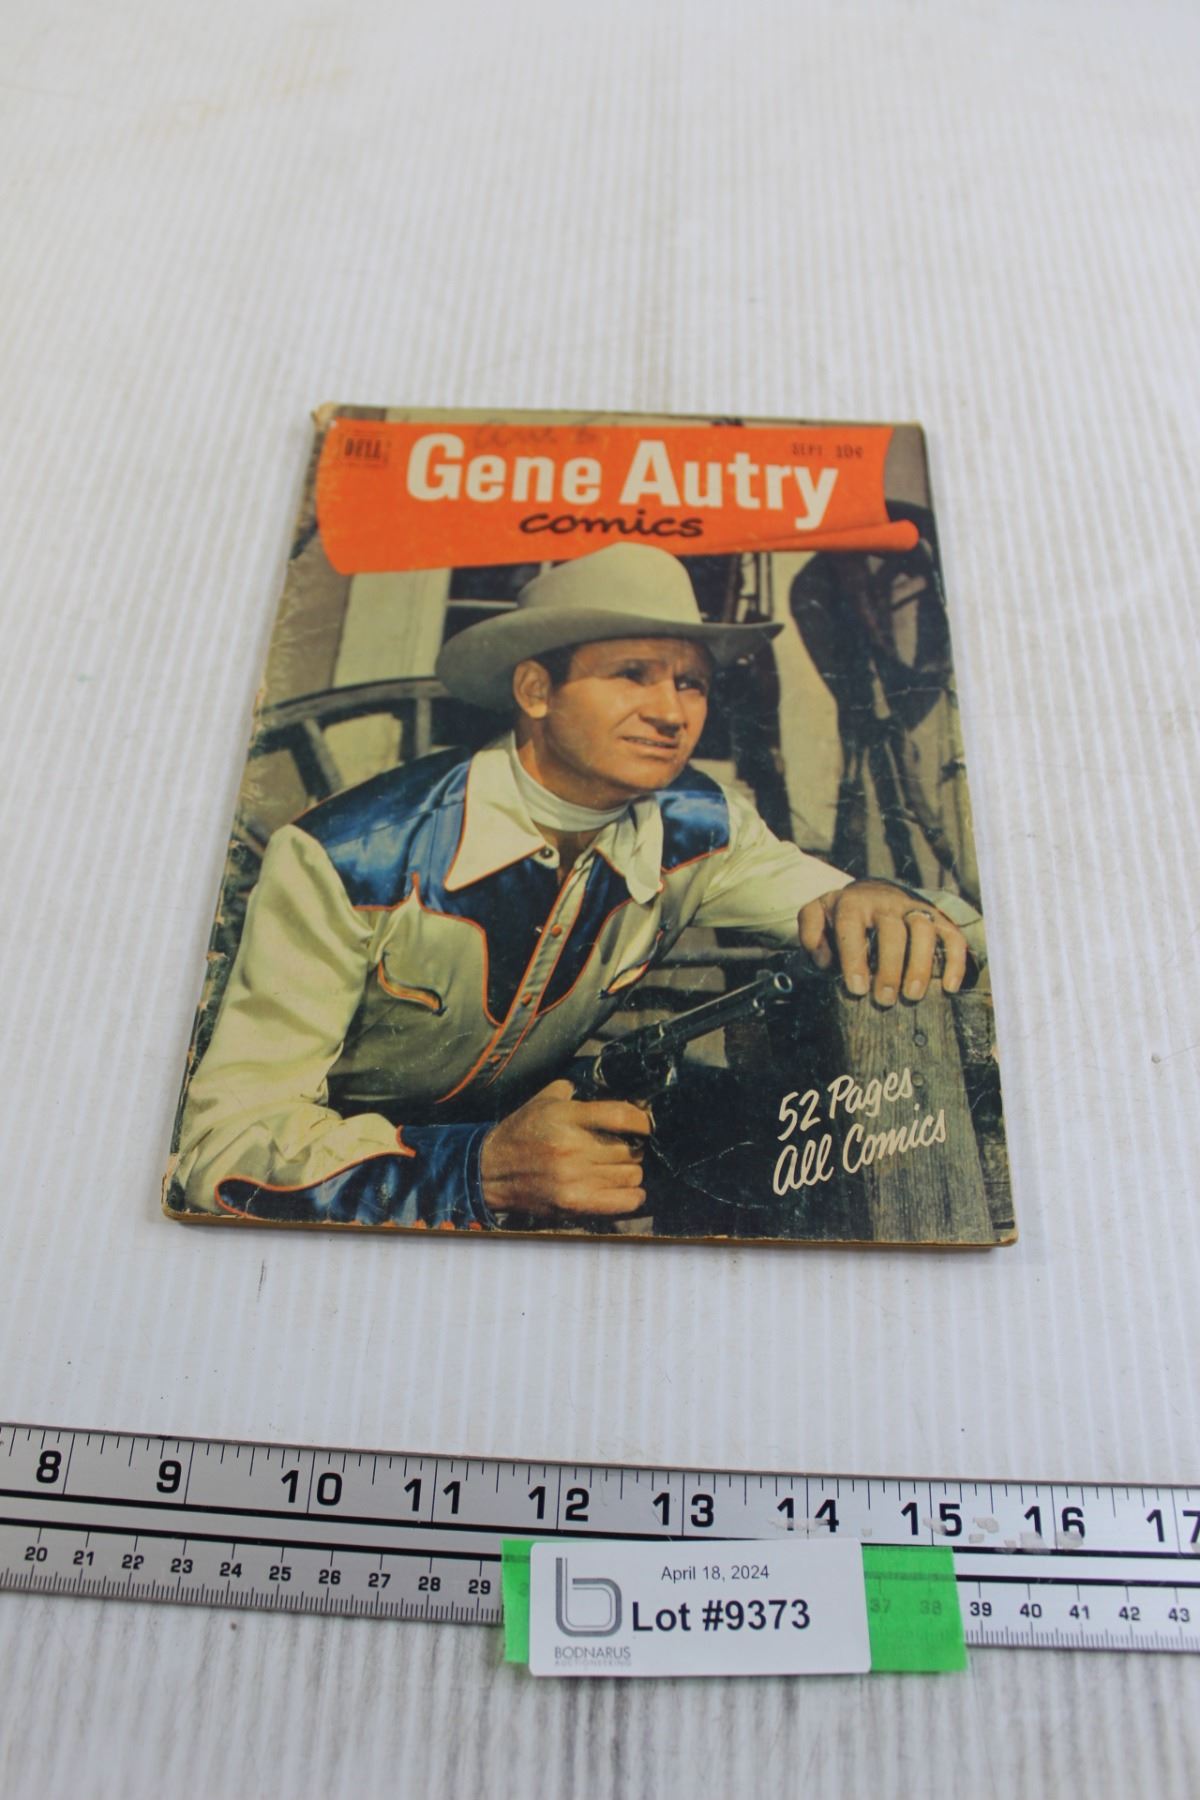 DELL
Gene Autry
SEPT 10¢
comics
52 Pages
All Comics
8 9 10 11 12 13 14 15 16 17
20 21 22 23 24 25 26 27 28 29 37 38 39 40 41 42 43
April 18, 2024
Lot #9373
BODNARUS
AUCTIONEERING